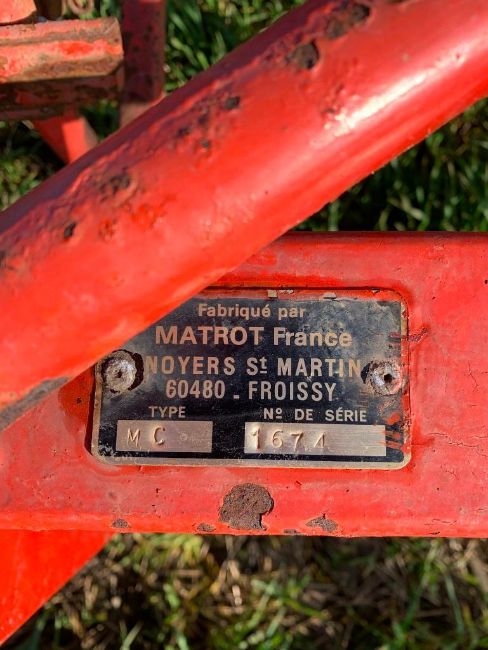 Fabriqué par
MATROT France
NOYERS St MARTIN
60480 - FROISSY
TYPE Nº DE SÉRIE
MC 1674